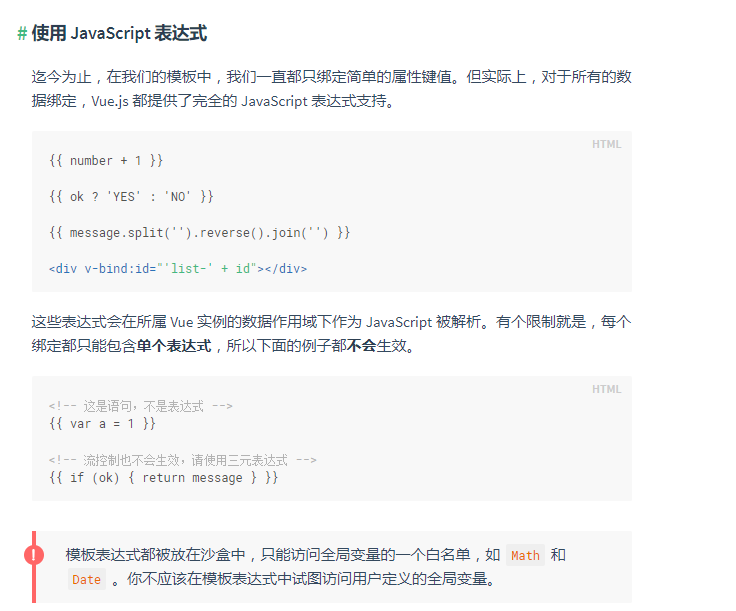 # 使用 JavaScript 表达式
迄今为止，在我们的模板中，我们一直都只绑定简单的属性键值。但实际上，对于所有的数
据绑定，Vue.js 都提供了完全的 JavaScript 表达式支持。
HTML
{{ number + 1 }}
{{ ok ? 'YES' : 'NO' }}
{{ message.split('').reverse().join('') }}
<div v-bind:id="'list-' + id"></div>
这些表达式会在所属 Vue 实例的数据作用域下作为 JavaScript 被解析。有个限制就是，每个
绑定都只能包含单个表达式，所以下面的例子都不会生效。
HTML
<!-- 这是语句，不是表达式 -->
{{ var a = 1 }}
<!-- 流控制也不会生效，请使用三元表达式 -->
{{ if (ok) { return message } }}
! 模板表达式都被放在沙盒中，只能访问全局变量的一个白名单，如 Math 和
Date 。你不应该在模板表达式中试图访问用户定义的全局变量。